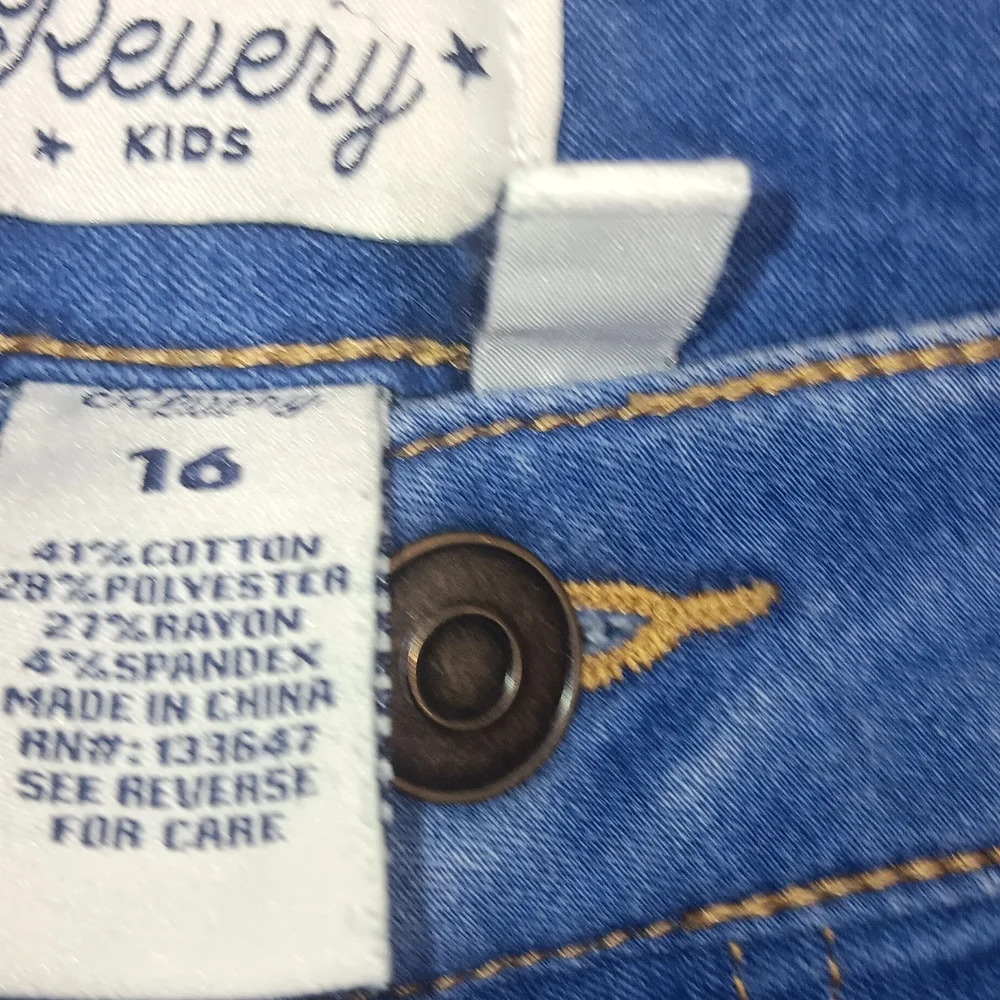 Revery
KIDS
Revery
16
41% COTTON
28% POLYESTER
27% RAYON
4% SPANDEX
MADE IN CHINA
RN#: 133647
SEE REVERSE
FOR CARE